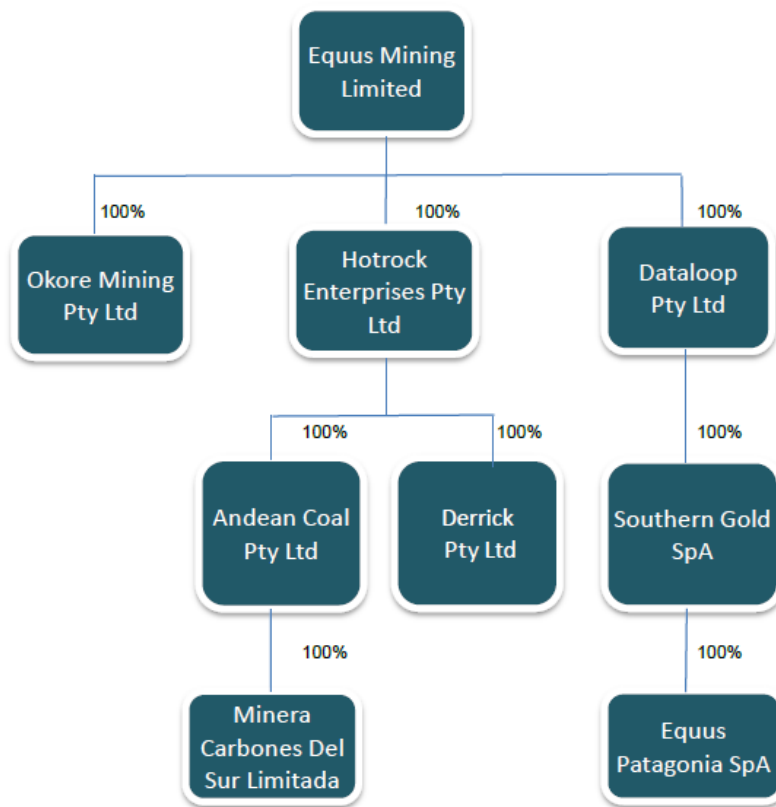 Equus Mining
Limited
100%
100%
100%
Okore Mining
Pty Ltd
Hotrock
Enterprises Pty
Ltd
Dataloop
Pty Ltd
100%
100%
100%
Andean Coal
Pty Ltd
Derrick
Pty Ltd
Southern Gold
SpA
100%
100%
Minera
Carbones Del
Sur Limitada
Equus
Patagonia SpA